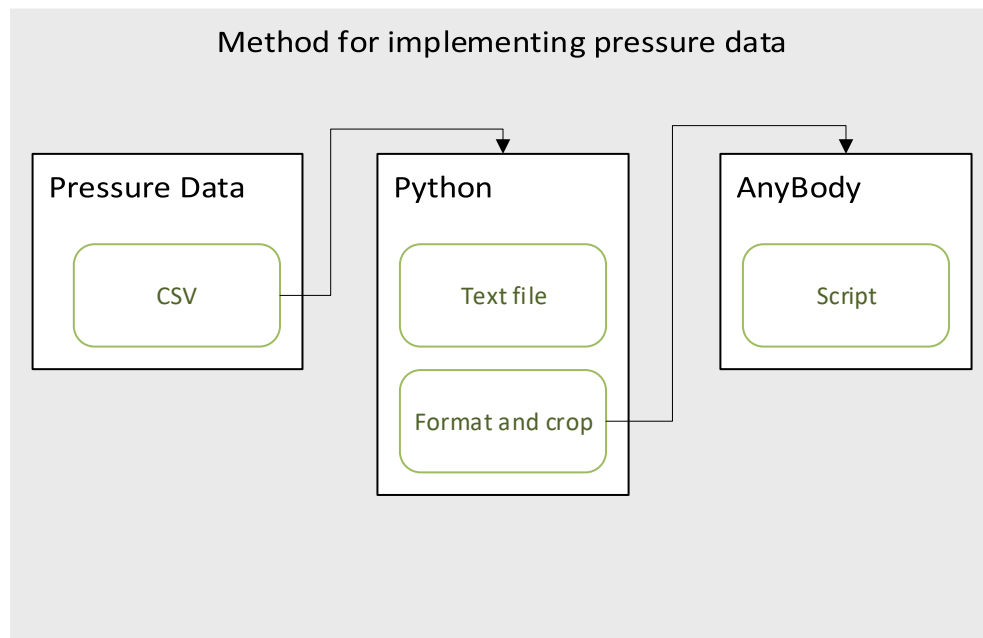 Method for implementing pressure data
Pressure Data
CSV
Python
Text file
Format and crop
AnyBody
Script